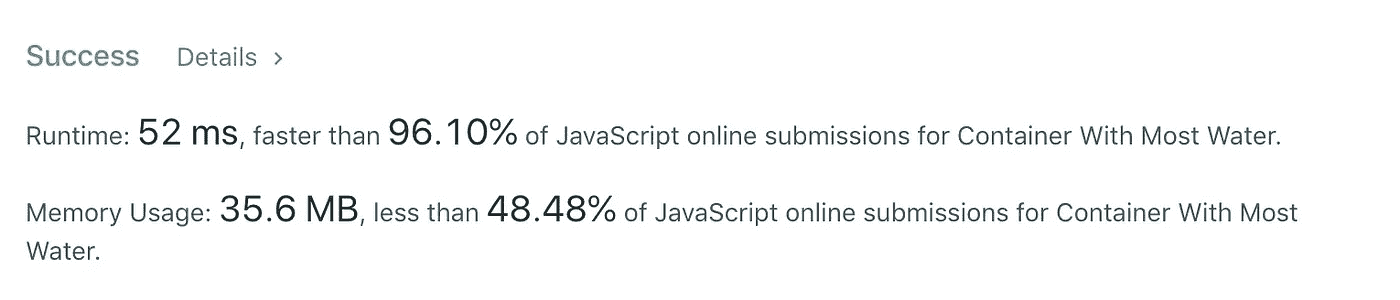 Success Details >
Runtime: 52 ms, faster than 96.10% of JavaScript online submissions for Container With Most Water.
Memory Usage: 35.6 MB, less than 48.48% of JavaScript online submissions for Container With Most
Water.